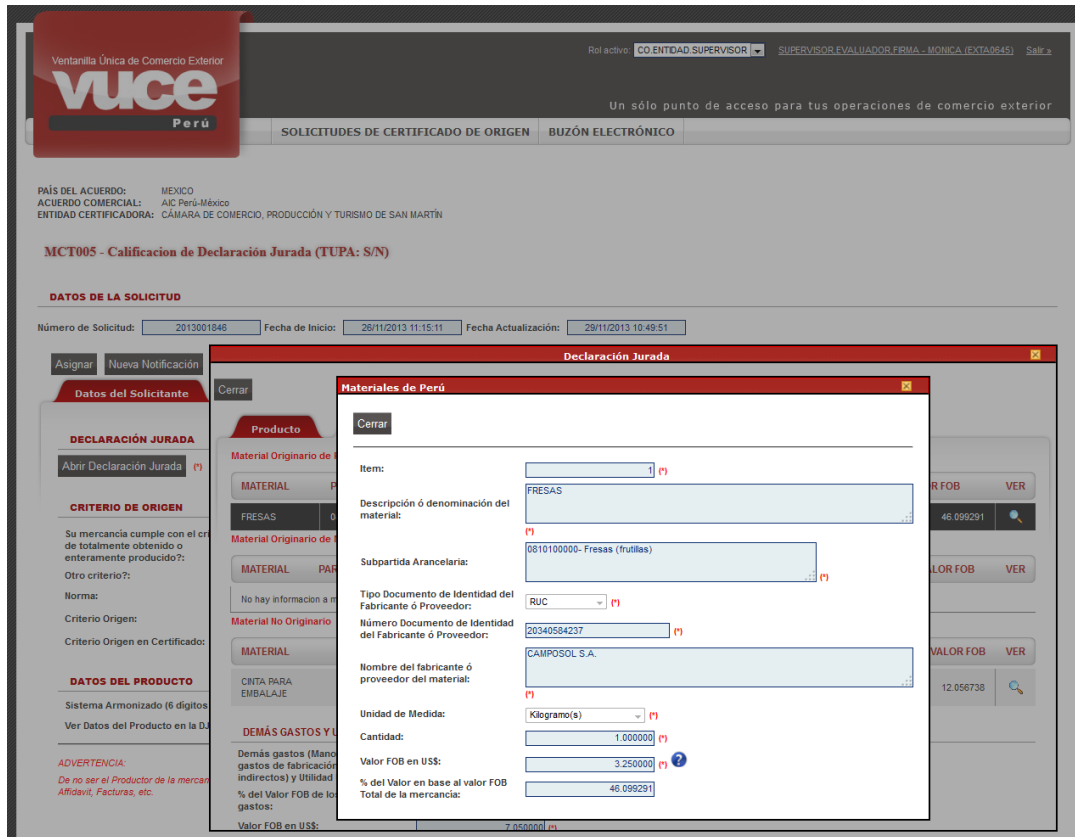 Ventanilla Única de Comercio Exterior
vuce
Perú
Rol activo: CO.ENTIDAD.SUPERVISOR SUPERVISOR.EVALUADOR.FIRMA - MONICA (EXTA0645) Salir »
Un sólo punto de acceso para tus operaciones de comercio exterior
SOLICITUDES DE CERTIFICADO DE ORIGEN BUZÓN ELECTRÓNICO
PAÍS DEL ACUERDO: MEXICO
ACUERDO COMERCIAL: AIC Perú-México
ENTIDAD CERTIFICADORA: CÁMARA DE COMERCIO, PRODUCCIÓN Y TURISMO DE SAN MARTÍN
MCT005 - Calificacion de Declaración Jurada (TUPA: S/N)
DATOS DE LA SOLICITUD
Número de Solicitud: 2013001846 Fecha de Inicio: 26/11/2013 11:15:11 Fecha Actualización: 29/11/2013 10:49:51
Asignar Nueva Notificación
Datos del Solicitante
DECLARACIÓN JURADA
Abrir Declaración Jurada (*)
CRITERIO DE ORIGEN
Su mercancía cumple con el cri
de totalmente obtenido o
enteramente producido?:
Otro criterio?:
Norma:
Criterio Origen:
Criterio Origen en Certificado:
DATOS DEL PRODUCTO
Sistema Armonizado (6 dígitos
Ver Datos del Producto en la DJ
ADVERTENCIA:
De no ser el Productor de la mercan
Affidavit, Facturas, etc.
Declaración Jurada
Cerrar
Producto
Material Originario de P
MATERIAL P R FOB VER
FRESAS 0 46.099291
Material Originario de M
MATERIAL PAR ALOR FOB VER
No hay informacion a m
Material No Originario
MATERIAL VALOR FOB VER
CINTA PARA
EMBALAJE 12.056738
DEMÁS GASTOS Y U
Demás gastos (Mano
gastos de fabricación
indirectos) y Utilidad
% del Valor FOB de lo
gastos:
Valor FOB en US$: 7.050000 (*)
Materiales de Perú
Cerrar
Item: 1 (*)
Descripción ó denominación del
material: FRESAS (*)
Subpartida Arancelaria: 0810100000- Fresas (frutillas) (*)
Tipo Documento de Identidad del
Fabricante ó Proveedor: RUC (*)
Número Documento de Identidad
del Fabricante ó Proveedor: 20340584237 (*)
Nombre del fabricante ó
proveedor del material: CAMPOSOL S.A. (*)
Unidad de Medida: Kilogramo(s) (*)
Cantidad: 1.000000 (*)
Valor FOB en US$: 3.250000 (*) ?
% del Valor en base al valor FOB
Total de la mercancía: 46.099291